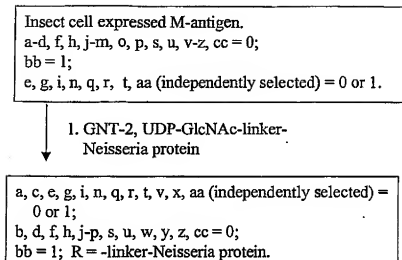 Insect cell expressed M-antigen.
a-d, f, h, j-m, o, p, s, u, v-z, cc = 0;
bb = 1;
e, g, i, n, q, r, t, aa (independently selected) = 0 or 1.
1. GNT-2, UDP-GlcNAc-linker-
Neisseria protein
a, c, e, g, i, n, q, r, t, v, x, aa (independently selected) =
0 or 1;
b, d, f, h, j-p, s, u, w, y, z, cc = 0;
bb = 1; R = -linker-Neisseria protein.